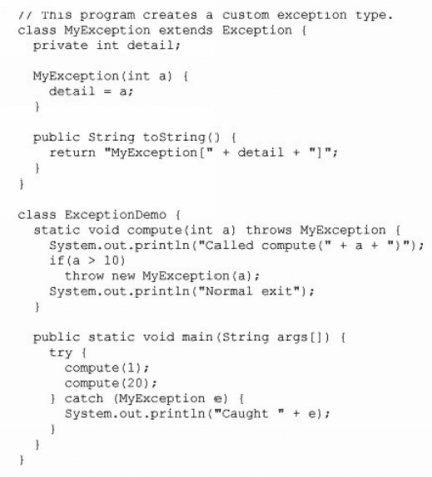 // This program creates a custom exception type.
class MyException extends Exception {
private int detail;
MyException(int a) {
detail = a;
}
public String toString() {
return "MyException[" + detail + "]";
}
}
class ExceptionDemo {
static void compute(int a) throws MyException {
System.out.println("Called compute(" + a + ")");
if(a > 10)
throw new MyException(a);
System.out.println("Normal exit");
}
public static void main(String args[]) {
try {
compute(1);
compute(20);
} catch (MyException e) {
System.out.println("Caught " + e);
}
}
}